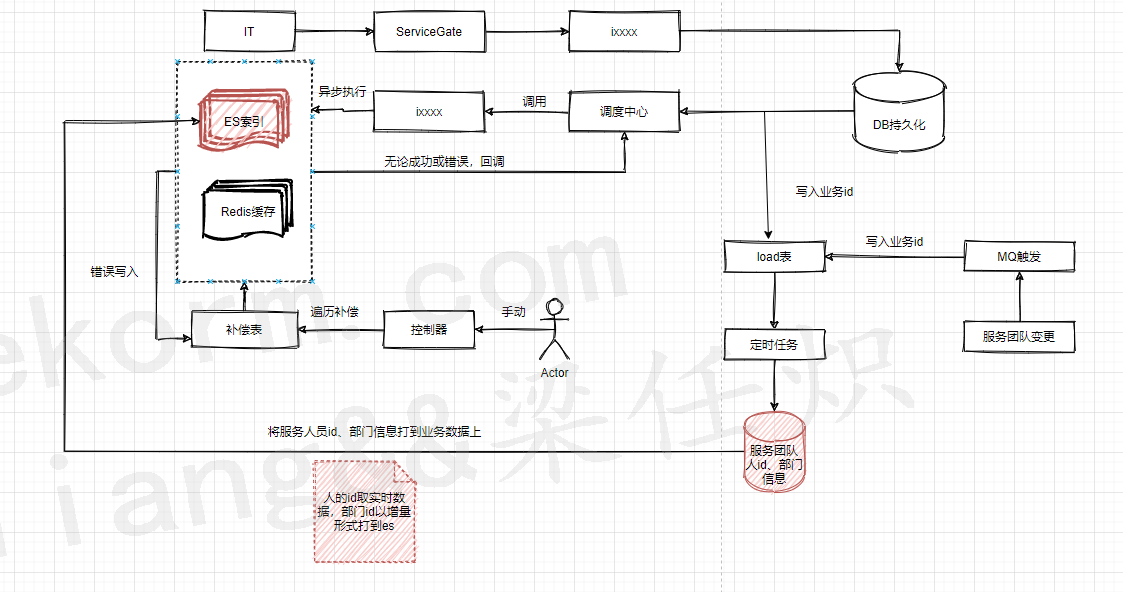 IT
ServiceGate
ixxxx
异步执行
ES索引
ixxxx
调用
调度中心
DB持久化
无论成功或错误，回调
写入业务id
Redis缓存
错误写入
load表
写入业务id
MQ触发
补偿表
遍历补偿
控制器
手动
Actor
定时任务
服务团队变更
将服务人员id、部门信息打到业务数据上
服务团队
人id、部门
信息
人的id取实时数
据，部门id以增量
形式打到es
ekorm.com
iang&&梁任炽